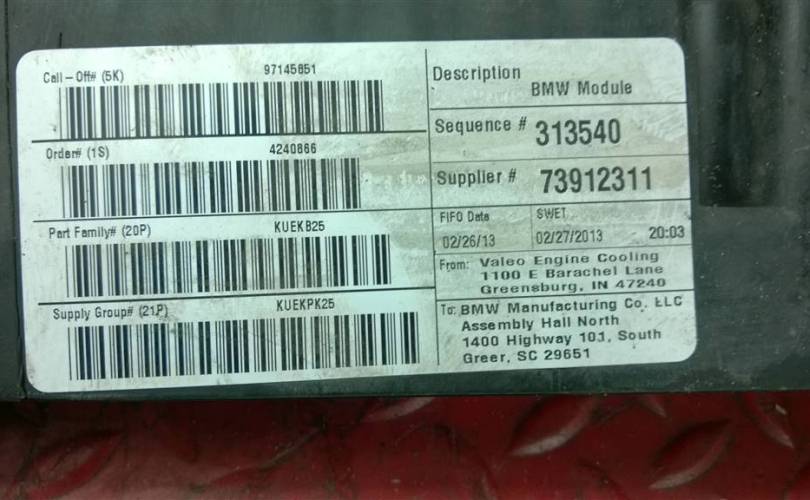 Call-Off# (5K) 97145851
Order# (1S) 4240866
Part Family# (20P) KUEKB25
Supply Group# (21P) KUEKPK25
Description
BMW Module
Sequence # 313540
Supplier # 73912311
FIFO Date SWET
02/26/13 02/27/2013 20:03
From: Valeo Engine Cooling
1100 E Barachel Lane
Greensburg, IN 47240
To: BMW Manufacturing Co. LLC
Assembly Hall North
1400 Highway 101, South
Greer, SC 29651